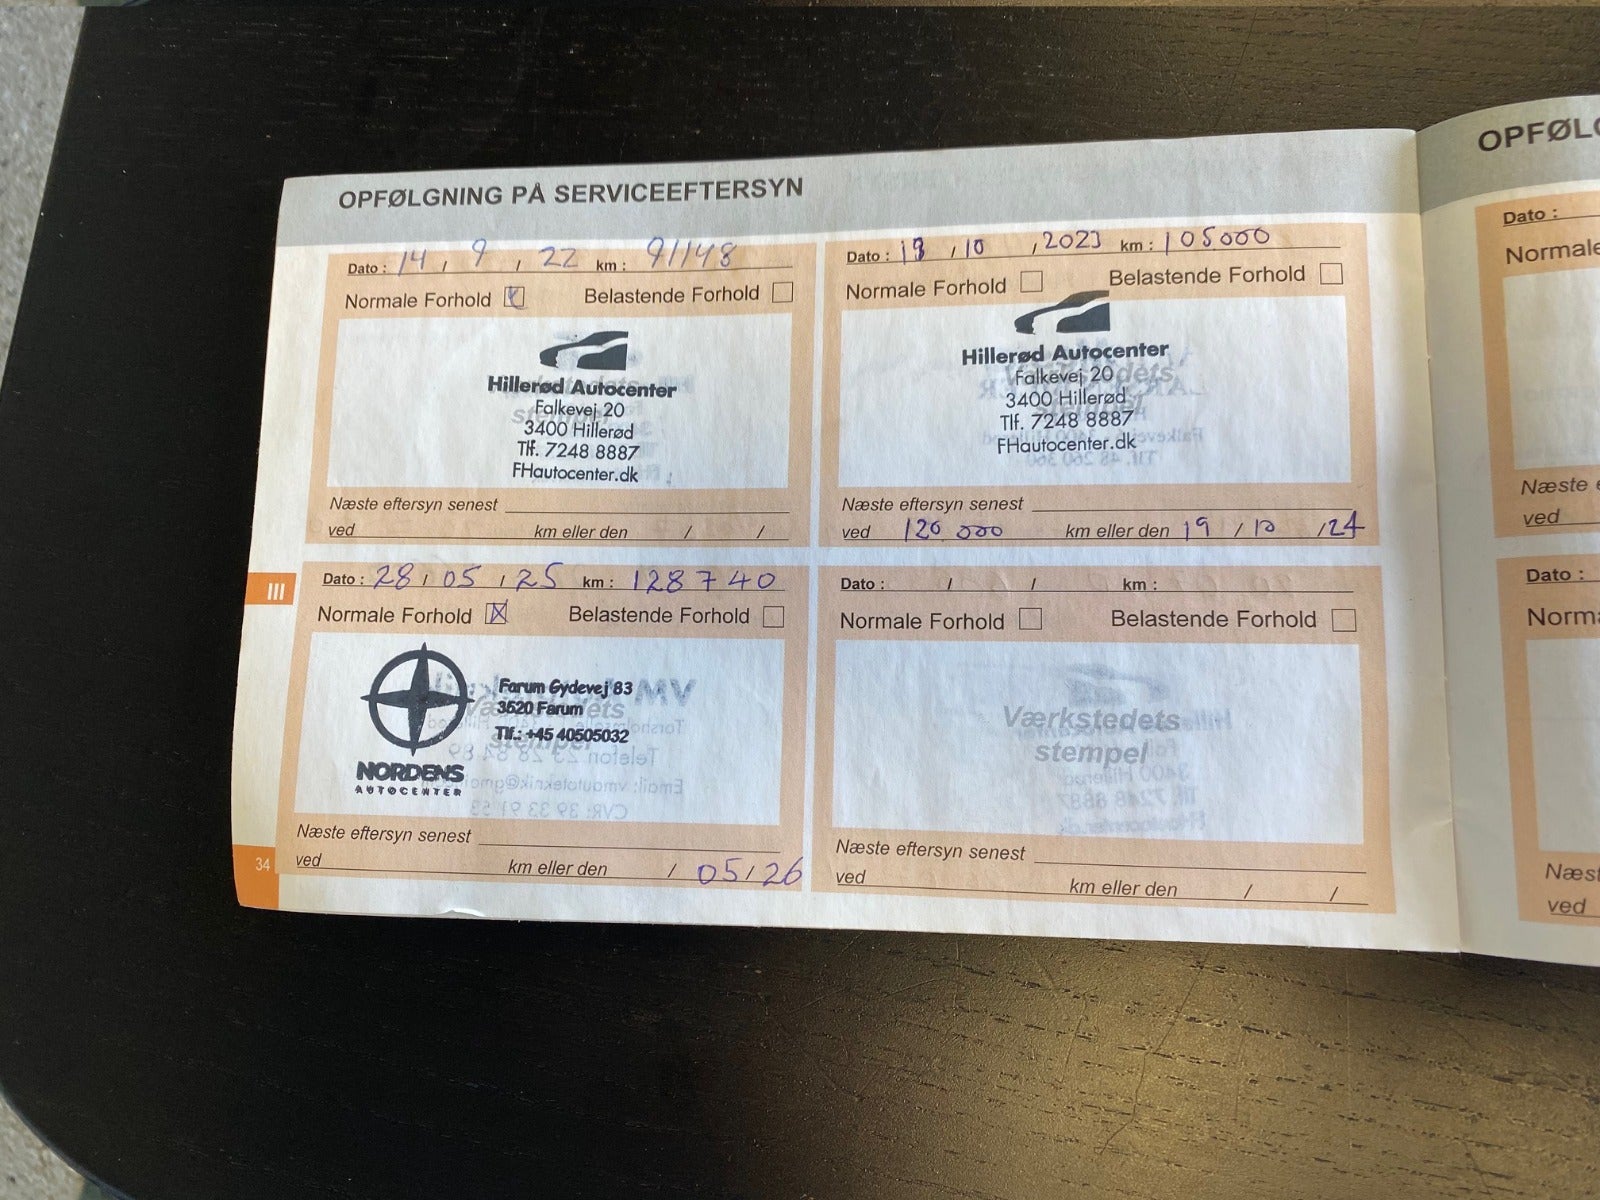 OPFØLGNING PÅ SERVICEEFTERSYN
Dato : 14 / 9 / 22 km : 91148
Normale Forhold Belastende Forhold
Hillerød Autocenter
Falkevej 20
3400 Hillerød
Tlf. 7248 8887
FHautocenter.dk
Næste eftersyn senest
ved km eller den / /
Dato : / 10 / 2023 km : 105000
Normale Forhold Belastende Forhold
Hillerød Autocenter
Falkevej 20
3400 Hillerød
Tlf. 7248 8887
FHautocenter.dk
Næste eftersyn senest
ved 120 000 km eller den 19 / 10 / 24
III
Dato : 28 / 05 / 25 km : 128740
Normale Forhold Belastende Forhold
Farum Gydevej 83
3520 Farum
Tlf.: +45 40505032
NORDENS
AUTOCENTER
Værkstedets
stempel
Næste eftersyn senest
ved km eller den / 05 / 26
Dato : / / km :
Normale Forhold Belastende Forhold
Værkstedets
stempel
Næste eftersyn senest
ved km eller den / /
34
OPFØLG
Dato :
Normale
Næste e
ved
Dato :
Norma
Næst
ved